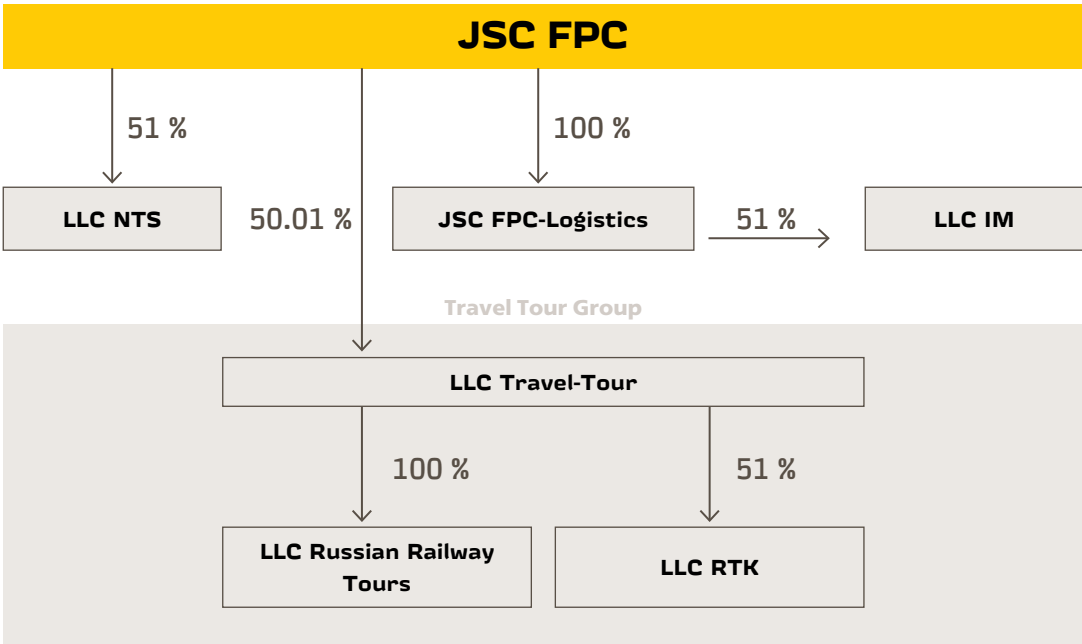 JSC FPC
51 %
100 %
LLC NTS
50.01 %
JSC FPC-Logistics
51 %
LLC IM
Travel Tour Group
LLC Travel-Tour
100 %
51 %
LLC Russian Railway
Tours
LLC RTK